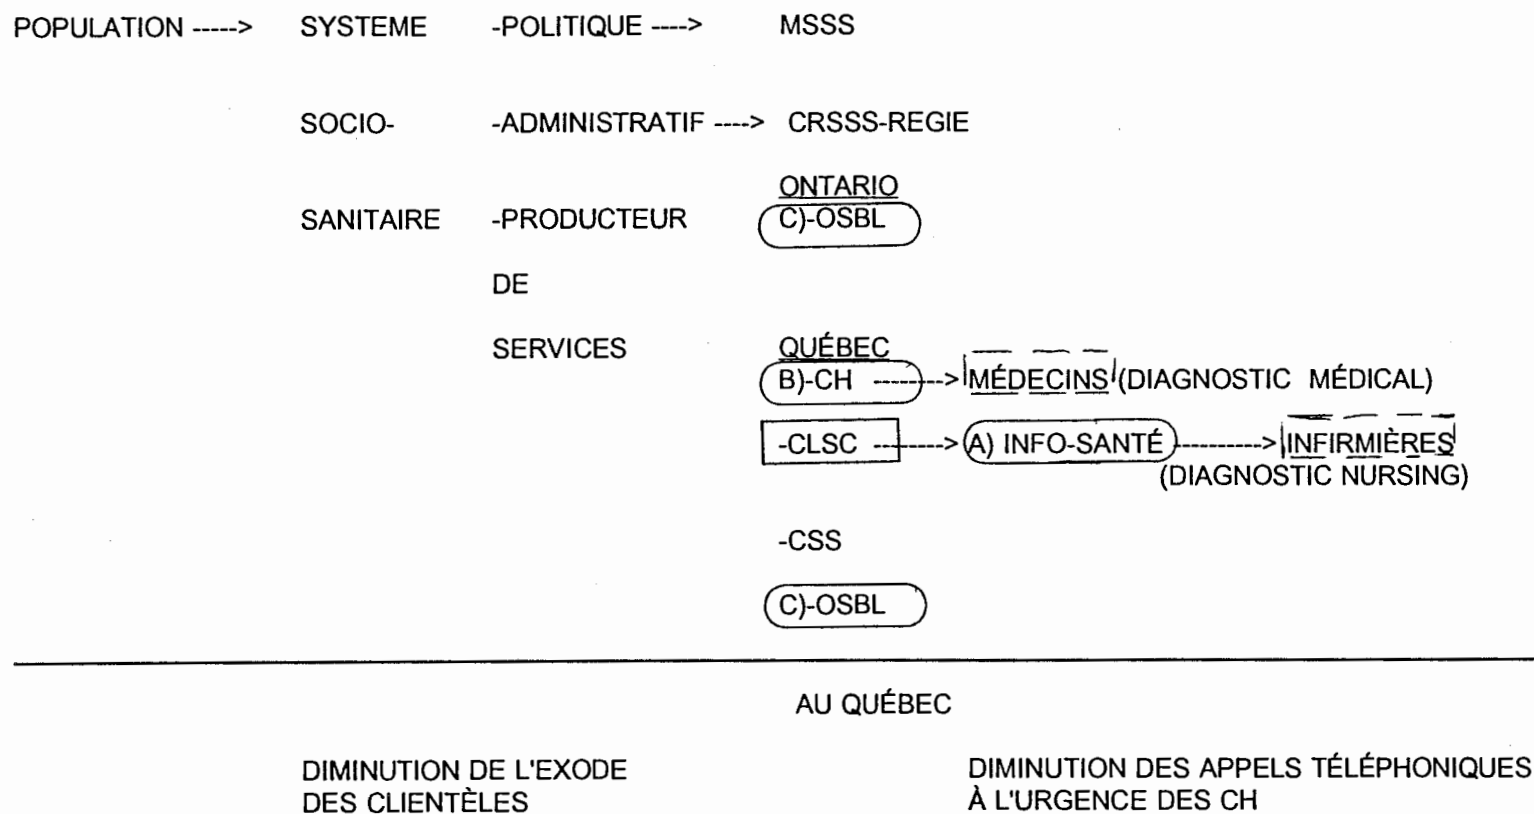 POPULATION -----> SYSTEME -POLITIQUE ----> MSSS
SOCIO- -ADMINISTRATIF ----> CRSSS-REGIE
ONTARIO
SANITAIRE -PRODUCTEUR C)-OSBL
DE
SERVICES QUÉBEC
B)-CH --------> MÉDECINS (DIAGNOSTIC MÉDICAL)
-CLSC --------> A) INFO-SANTÉ ----------> INFIRMIÈRES
(DIAGNOSTIC NURSING)
-CSS
C)-OSBL
AU QUÉBEC
DIMINUTION DE L'EXODE DIMINUTION DES APPELS TÉLÉPHONIQUES
DES CLIENTÈLES À L'URGENCE DES CH